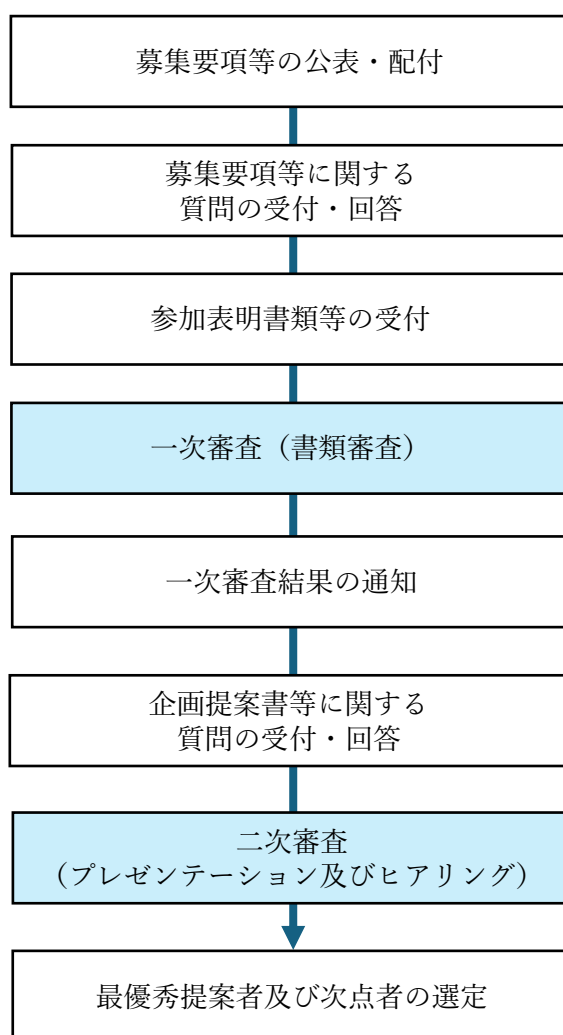 募集要項等の公表・配付
募集要項等に関する
質問の受付・回答
参加表明書類等の受付
一次審査（書類審査）
一次審査結果の通知
企画提案書等に関する
質問の受付・回答
二次審査
（プレゼンテーション及びヒアリング）
最優秀提案者及び次点者の選定